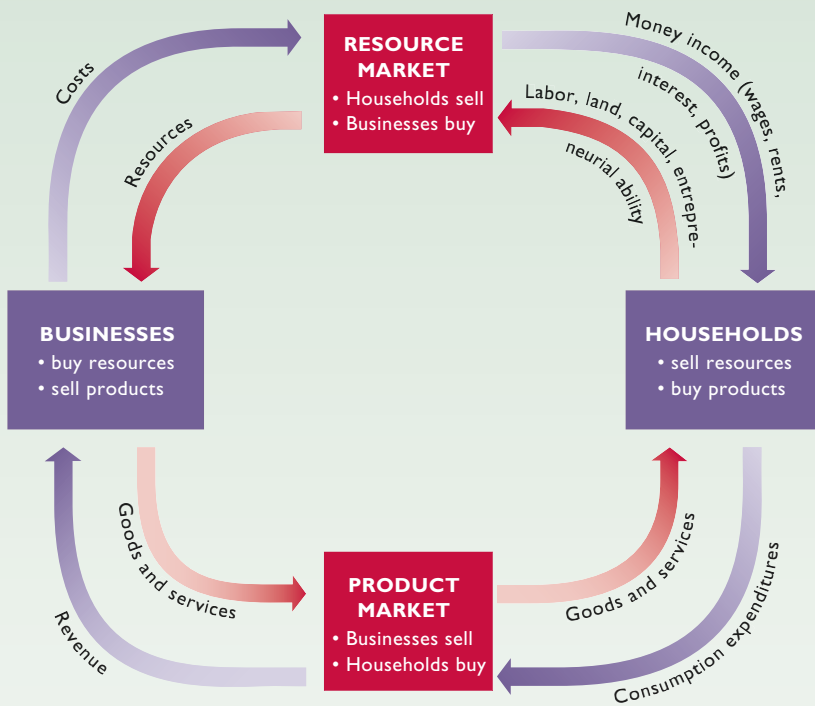 RESOURCE
MARKET
• Households sell
• Businesses buy
Costs
Resources
Money income (wages, rents,
interest, profits)
Labor, land, capital, entrepre-
neurial ability
BUSINESSES
• buy resources
• sell products
HOUSEHOLDS
• sell resources
• buy products
Goods and services
Revenue
PRODUCT
MARKET
• Businesses sell
• Households buy
Goods and services
Consumption expenditures